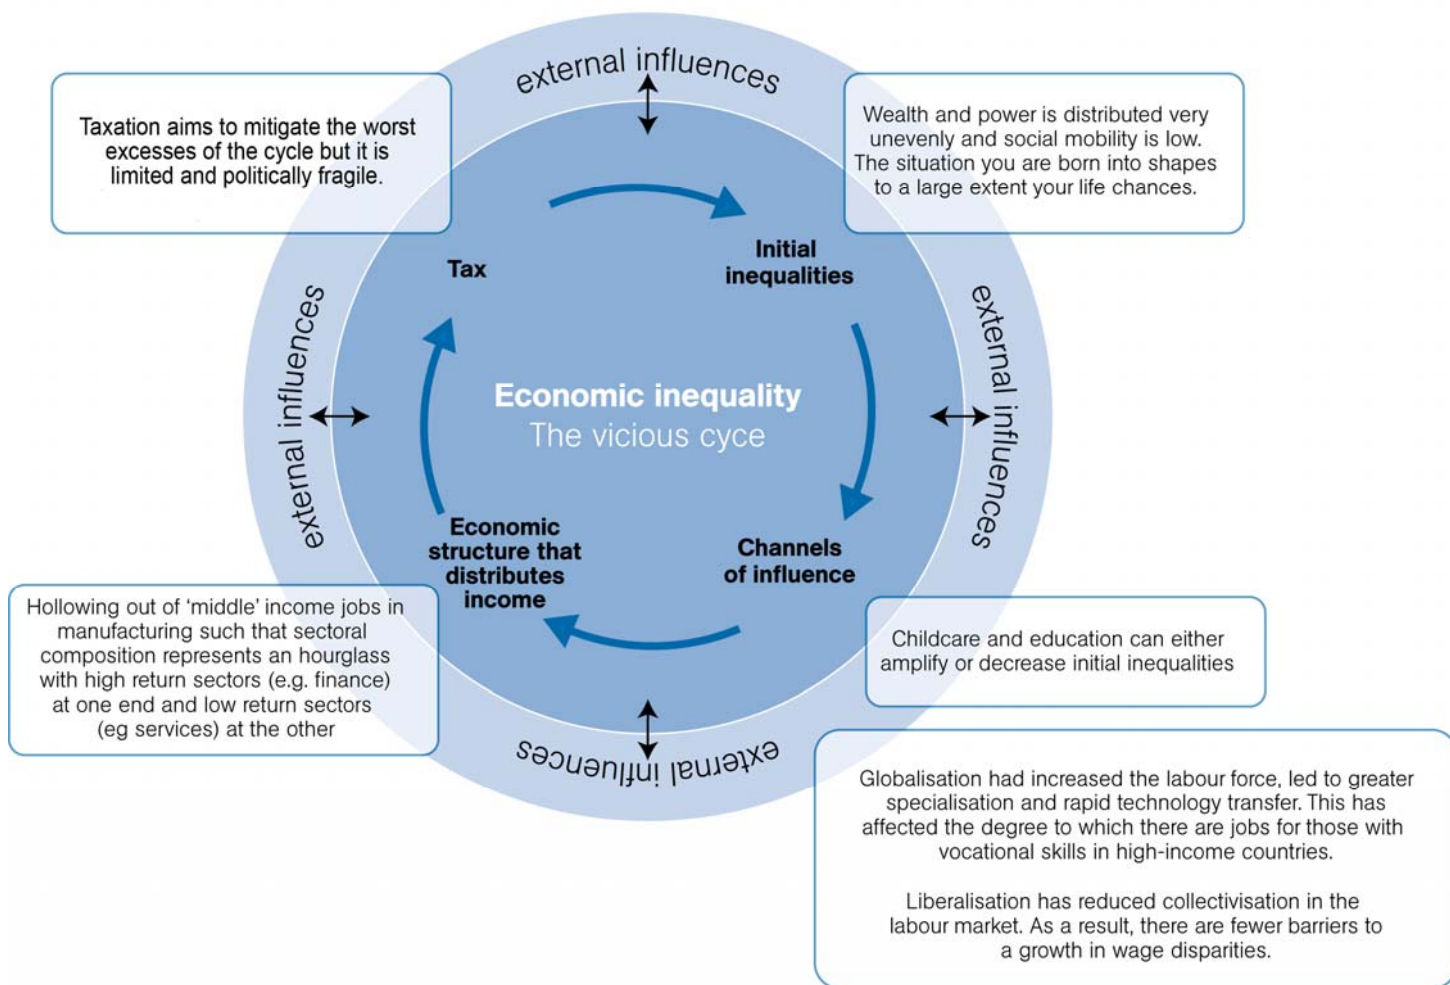 external influences
Taxation aims to mitigate the worst
excesses of the cycle but it is
limited and politically fragile.
Wealth and power is distributed very
unevenly and social mobility is low.
The situation you are born into shapes
to a large extent your life chances.
Tax
Initial
inequalities
external influences
external influences
Economic inequality
The vicious cyce
Economic
structure that
distributes
income
Channels
of influence
Hollowing out of ‘middle’ income jobs in
manufacturing such that sectoral
composition represents an hourglass
with high return sectors (e.g. finance)
at one end and low return sectors
(eg services) at the other
Childcare and education can either
amplify or decrease initial inequalities
external influences
Globalisation had increased the labour force, led to greater
specialisation and rapid technology transfer. This has
affected the degree to which there are jobs for those with
vocational skills in high-income countries.
Liberalisation has reduced collectivisation in the
labour market. As a result, there are fewer barriers to
a growth in wage disparities.